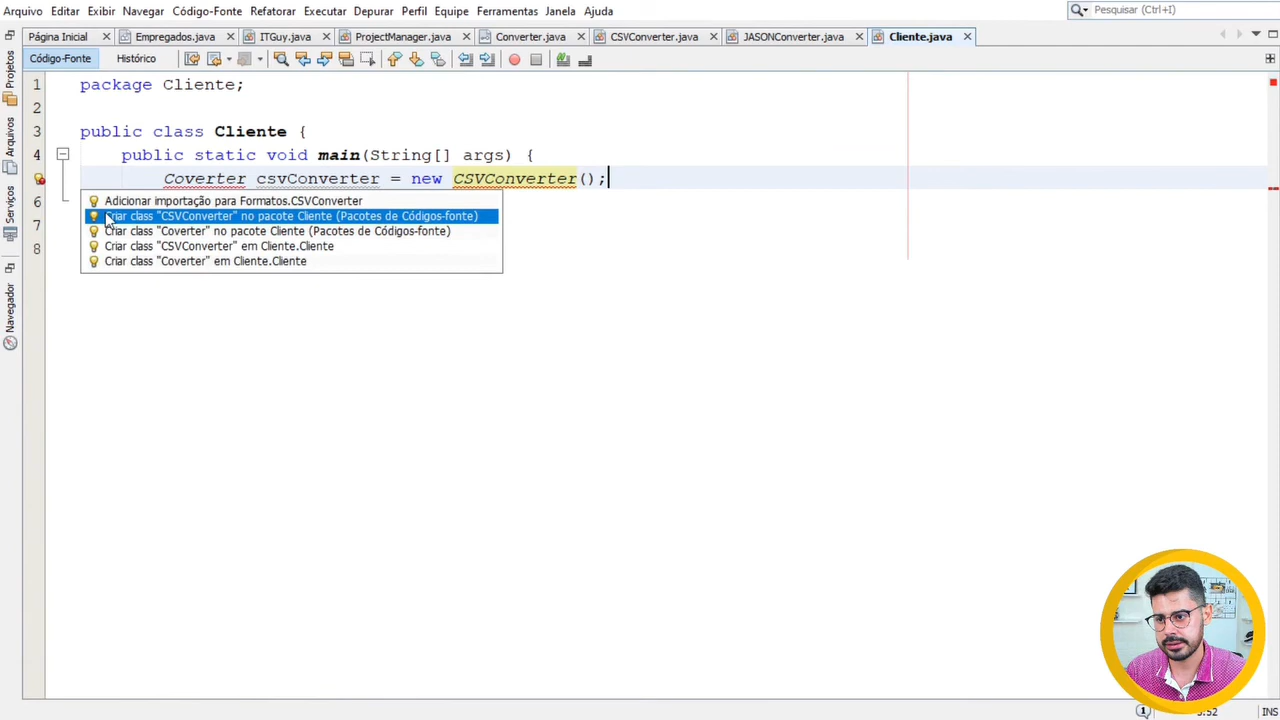 Arquivo Editar Exibir Navegar Código-Fonte Refatorar Executar Depurar Perfil Equipe Ferramentas Janela Ajuda
Pesquisar (Ctrl+I)
Página Inicial Empregados.java ITGuy.java ProjectManager.java Converter.java CSVConverter.java JASONConverter.java Cliente.java
Código-Fonte Histórico
Projetos
Arquivos
Serviços
Navegador
1 package Cliente;
2
3 public class Cliente {
4 public static void main(String[] args) {
Coverter csvConverter = new CSVConverter();
6
7
8
Adicionar importação para Formatos.CSVConverter
Criar class "CSVConverter" no pacote Cliente (Pacotes de Códigos-fonte)
Criar class "Coverter" no pacote Cliente (Pacotes de Códigos-fonte)
Criar class "CSVConverter" em Cliente.Cliente
Criar class "Coverter" em Cliente.Cliente
1 :52 INS